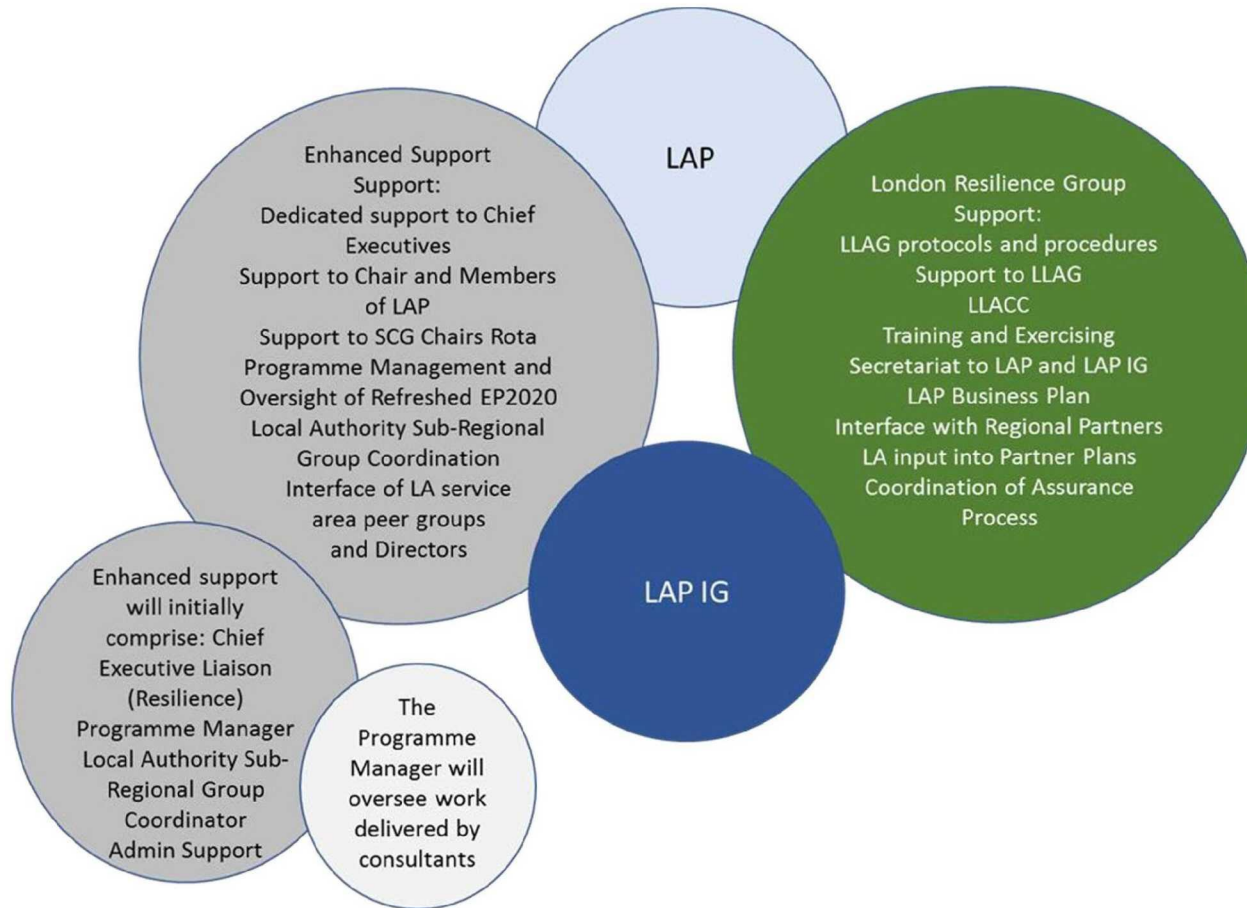 LAP
Enhanced Support
Support:
Dedicated support to Chief
Executives
Support to Chair and Members
of LAP
Support to SCG Chairs Rota
Programme Management and
Oversight of Refreshed EP2020
Local Authority Sub-Regional
Group Coordination
Interface of LA service
area peer groups
and Directors
London Resilience Group
Support:
LLAG protocols and procedures
Support to LLAG
LLACC
Training and Exercising
Secretariat to LAP and LAP IG
LAP Business Plan
Interface with Regional Partners
LA input into Partner Plans
Coordination of Assurance
Process
LAP IG
Enhanced support
will initially
comprise: Chief
Executive Liaison
(Resilience)
Programme Manager
Local Authority Sub-
Regional Group
Coordinator
Admin Support
The
Programme
Manager will
oversee work
delivered by
consultants